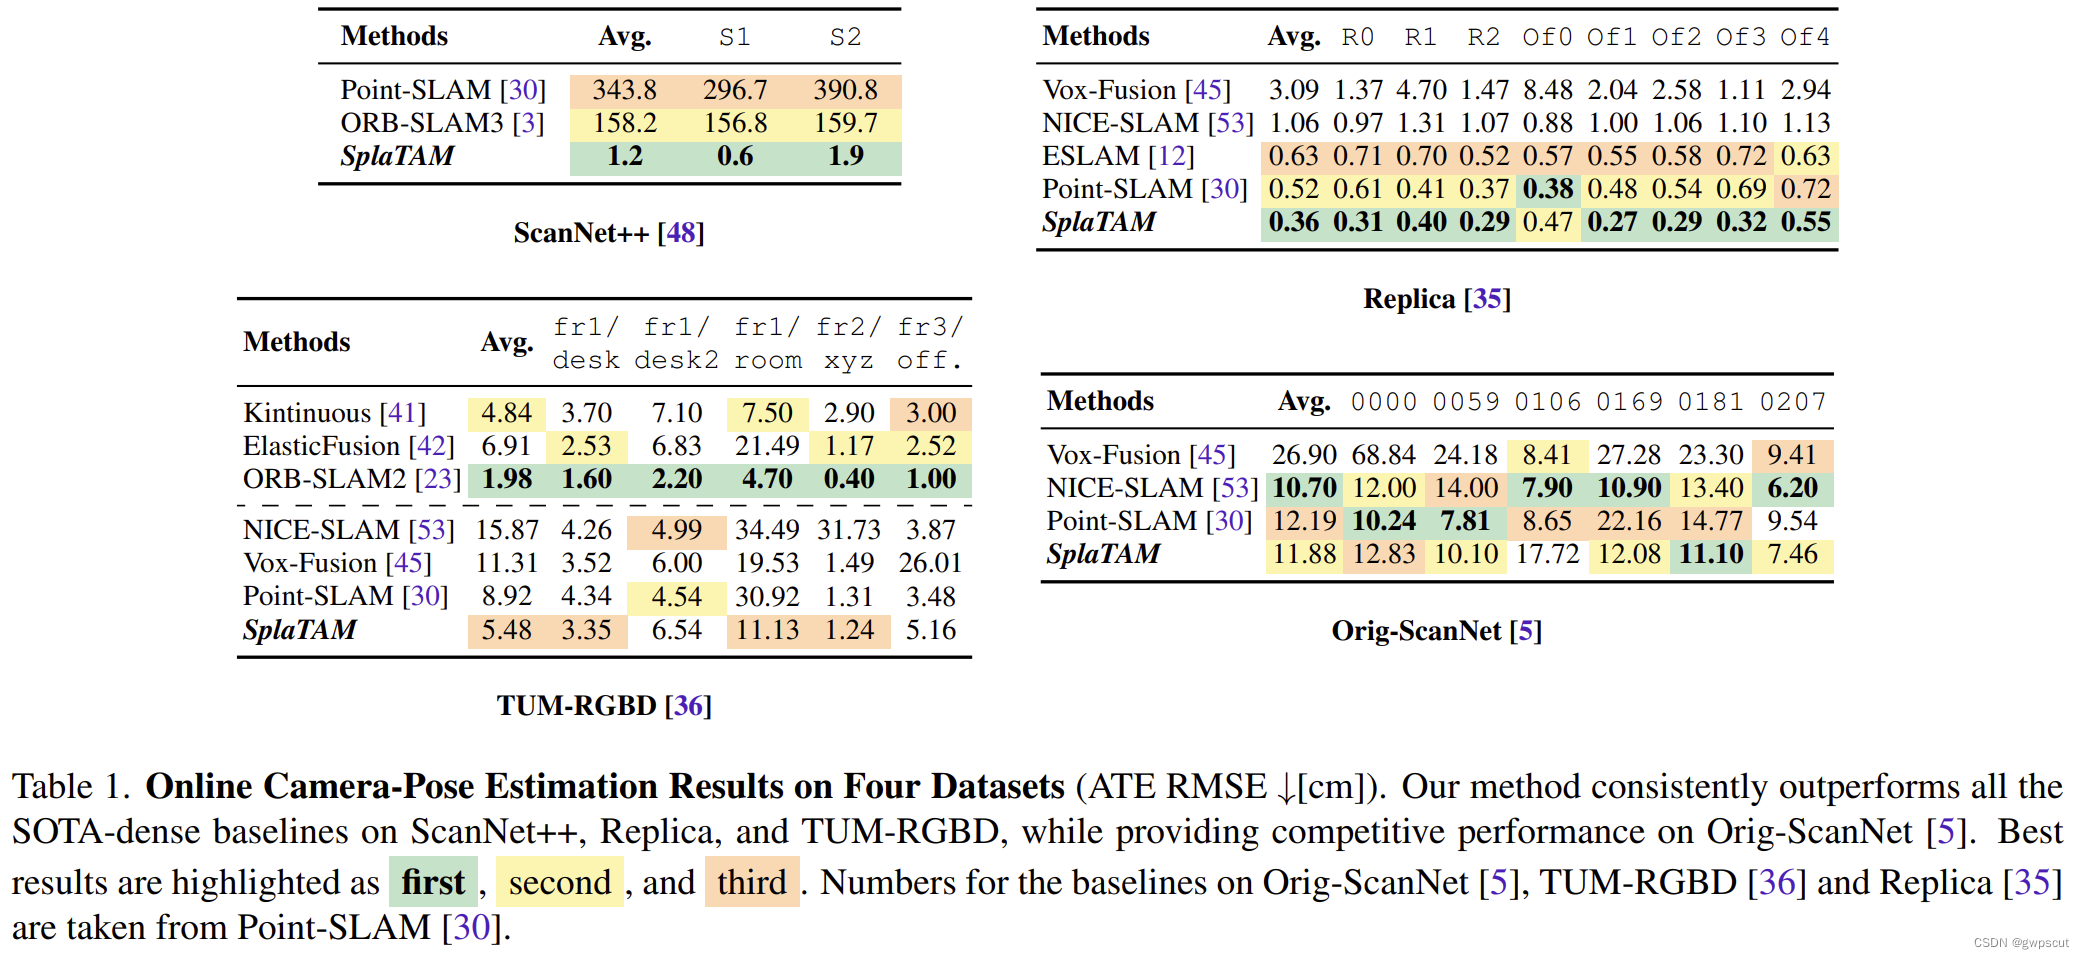 Methods Avg. S1 S2
Point-SLAM [30] 343.8 296.7 390.8
ORB-SLAM3 [3] 158.2 156.8 159.7
SplaTAM 1.2 0.6 1.9
ScanNet++ [48]
Methods Avg. R0 R1 R2 Of0 Of1 Of2 Of3 Of4
Vox-Fusion [45] 3.09 1.37 4.70 1.47 8.48 2.04 2.58 1.11 2.94
NICE-SLAM [53] 1.06 0.97 1.31 1.07 0.88 1.00 1.06 1.10 1.13
ESLAM [12] 0.63 0.71 0.70 0.52 0.57 0.55 0.58 0.72 0.63
Point-SLAM [30] 0.52 0.61 0.41 0.37 0.38 0.48 0.54 0.69 0.72
SplaTAM 0.36 0.31 0.40 0.29 0.47 0.27 0.29 0.32 0.55
Replica [35]
Methods Avg. fr1/ desk fr1/ desk2 fr1/ room fr2/ xyz fr3/ off.
Kintinuous [41] 4.84 3.70 7.10 7.50 2.90 3.00
ElasticFusion [42] 6.91 2.53 6.83 21.49 1.17 2.52
ORB-SLAM2 [23] 1.98 1.60 2.20 4.70 0.40 1.00
NICE-SLAM [53] 15.87 4.26 4.99 34.49 31.73 3.87
Vox-Fusion [45] 11.31 3.52 6.00 19.53 1.49 26.01
Point-SLAM [30] 8.92 4.34 4.54 30.92 1.31 3.48
SplaTAM 5.48 3.35 6.54 11.13 1.24 5.16
TUM-RGBD [36]
Methods Avg. 0000 0059 0106 0169 0181 0207
Vox-Fusion [45] 26.90 68.84 24.18 8.41 27.28 23.30 9.41
NICE-SLAM [53] 10.70 12.00 14.00 7.90 10.90 13.40 6.20
Point-SLAM [30] 12.19 10.24 7.81 8.65 22.16 14.77 9.54
SplaTAM 11.88 12.83 10.10 17.72 12.08 11.10 7.46
Orig-ScanNet [5]
Table 1. Online Camera-Pose Estimation Results on Four Datasets (ATE RMSE ↓[cm]). Our method consistently outperforms all the
SOTA-dense baselines on ScanNet++, Replica, and TUM-RGBD, while providing competitive performance on Orig-ScanNet [5]. Best
results are highlighted as first , second , and third . Numbers for the baselines on Orig-ScanNet [5], TUM-RGBD [36] and Replica [35]
are taken from Point-SLAM [30].
CSDN @gwpscut